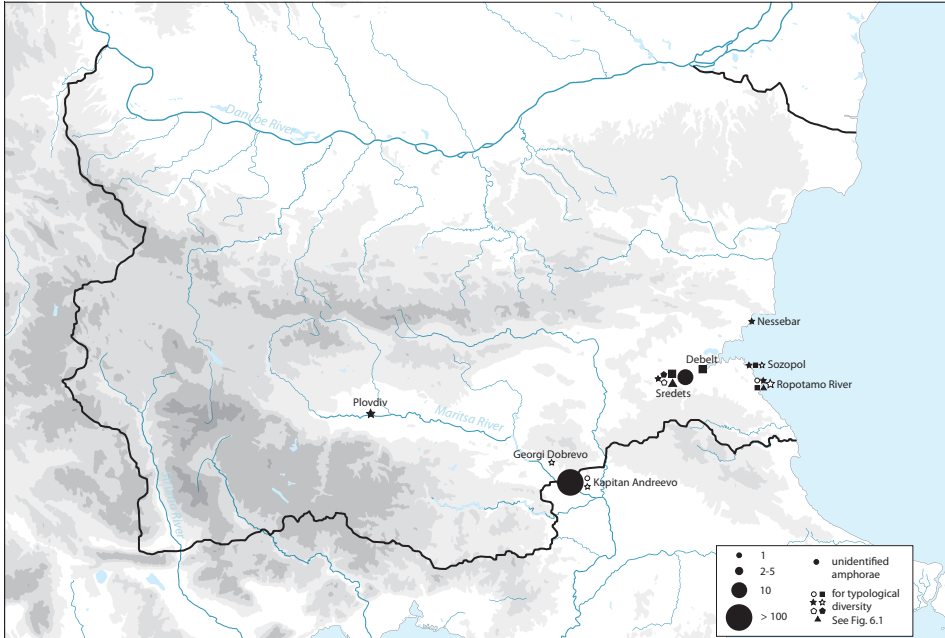 Danube River
Nessebar
Debelt
Sozopol
Ropotamo River
Sredets
Plovdiv
Maritsa River
Georgi Dobrevo
Kapitan Andreevo
River
1
2-5
10
> 100
unidentified
amphorae
for typological
diversity
See Fig. 6.1